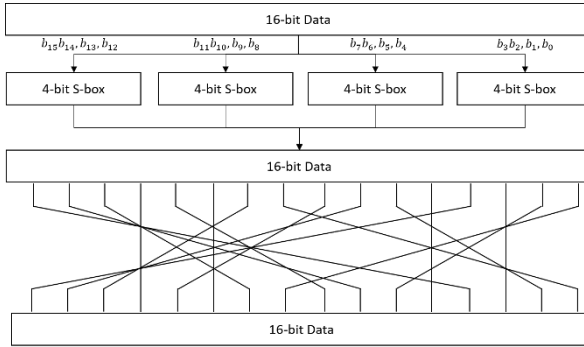 16-bit Data
b₁₅b₁₄, b₁₃, b₁₂ b₁₁b₁₀, b₉, b₈ b₇b₆, b₅, b₄ b₃b₂, b₁, b₀
4-bit S-box 4-bit S-box 4-bit S-box 4-bit S-box
16-bit Data
16-bit Data